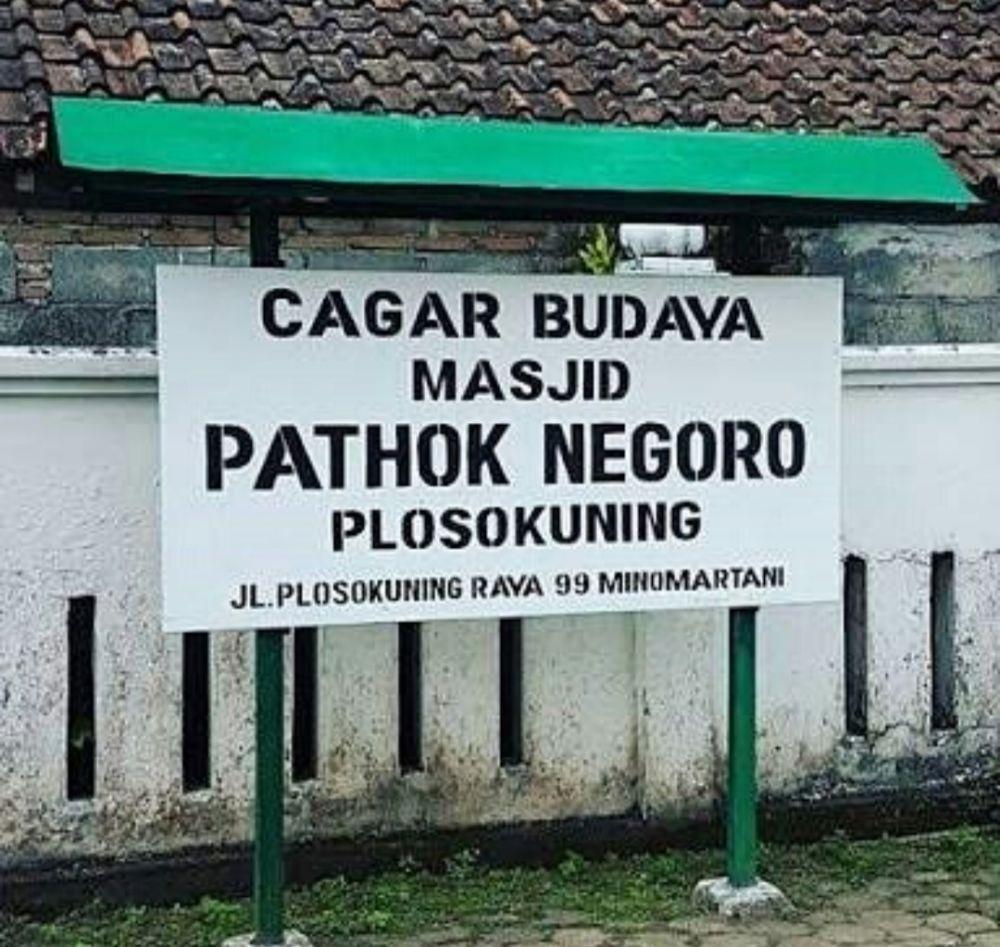 CAGAR BUDAYA
MASJID
PATHOK NEGORO
PLOSOKUNING
JL.PLOSOKUNING RAYA 99 MINOMARTANI